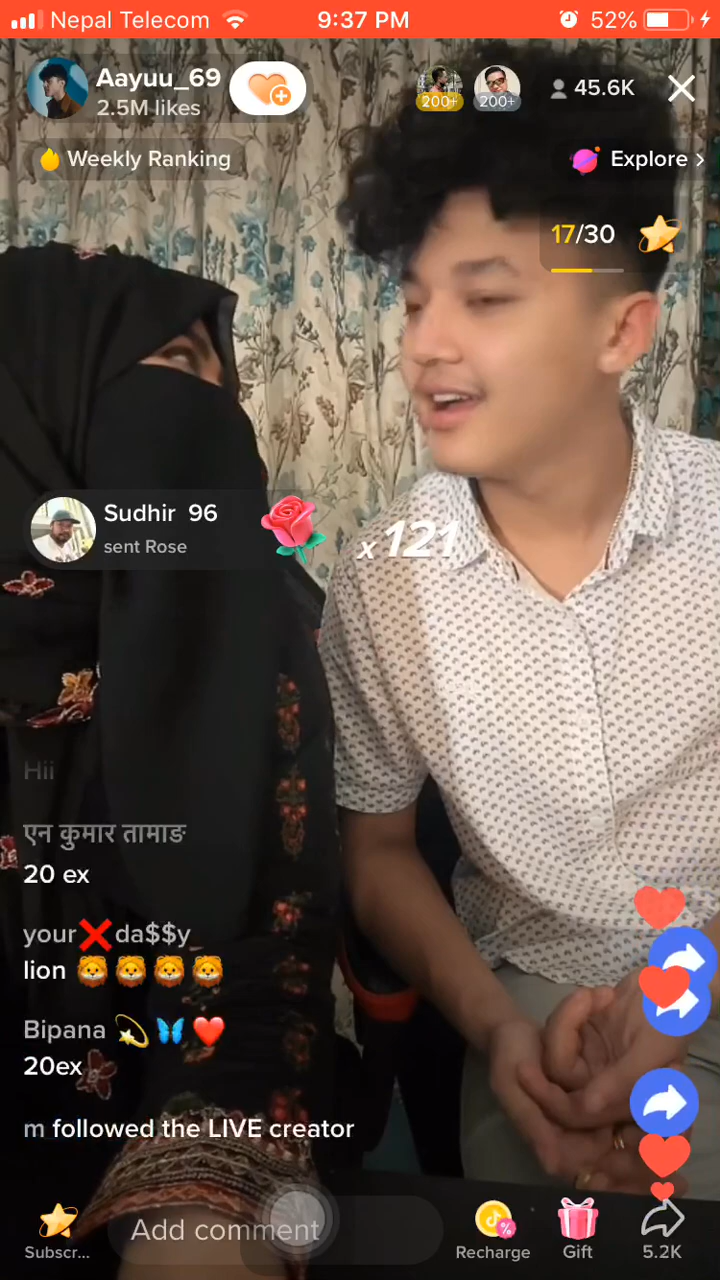 Nepal Telecom
9:37 PM
52%
Aayuu_69
2.5M likes
200+
200+
45.6K
Weekly Ranking
Explore >
17/30
Sudhir 96
sent Rose
x 121
Hii
एन कुमार तामाङ
20 ex
your❌da$$y
lion 🦁🦁🦁🦁
Bipana 💫🦋❤️
20ex
m followed the LIVE creator
Add comment
Subscr...
Recharge
Gift
5.2K